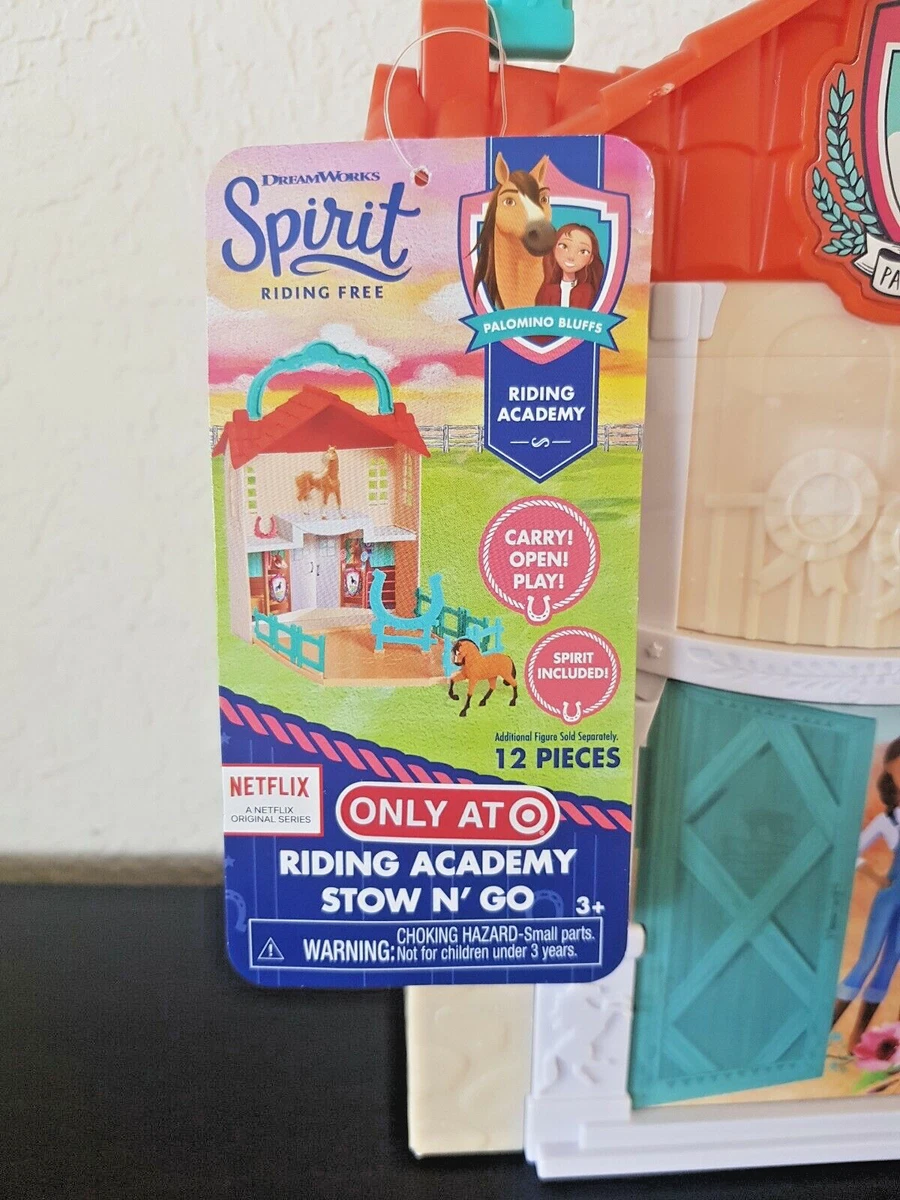 DREAMWORKS
Spirit
RIDING FREE
PALOMINO BLUFFS
RIDING
ACADEMY
CARRY!
OPEN!
PLAY!
SPIRIT
INCLUDED!
Additional Figure Sold Separately.
12 PIECES
NETFLIX
A NETFLIX
ORIGINAL SERIES
ONLY AT
RIDING ACADEMY
STOW N' GO
3+
WARNING: CHOKING HAZARD-Small parts.
Not for children under 3 years.
PA